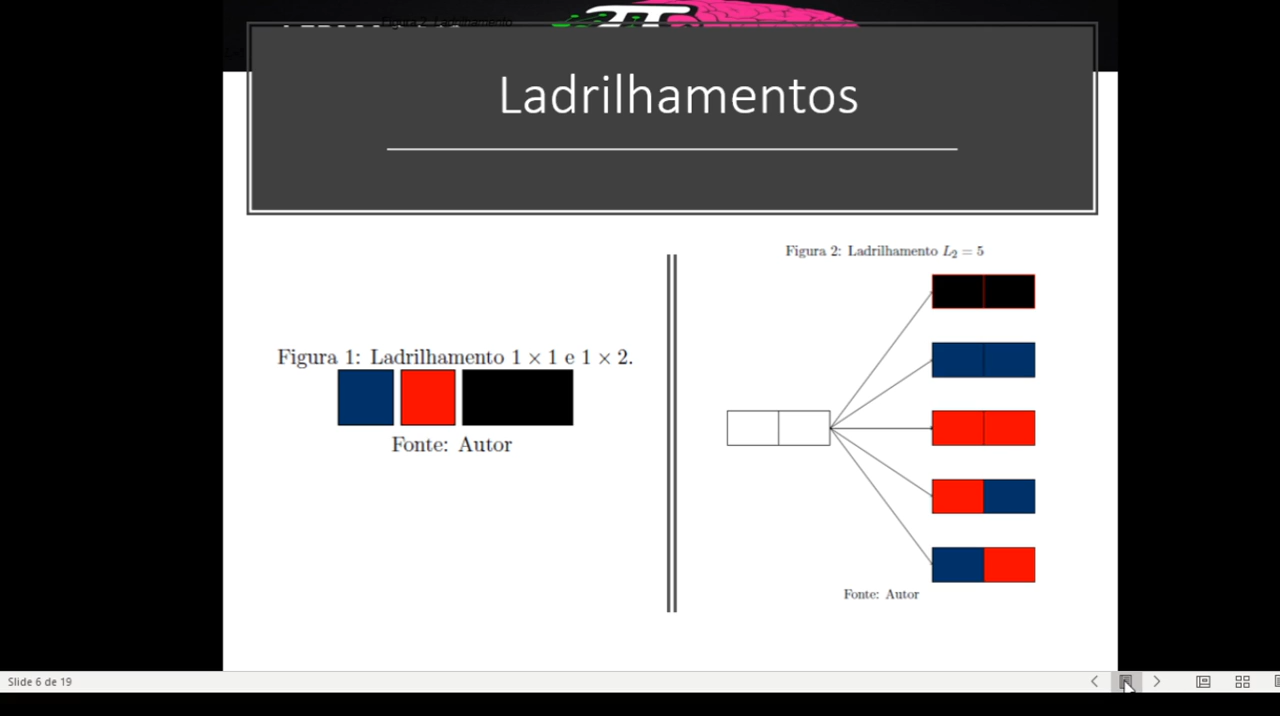 Ladrilhamentos
Figura 1: Ladrilhamento 1 × 1 e 1 × 2.
Fonte: Autor
Figura 2: Ladrilhamento L₂ = 5
Fonte: Autor
Slide 6 de 19